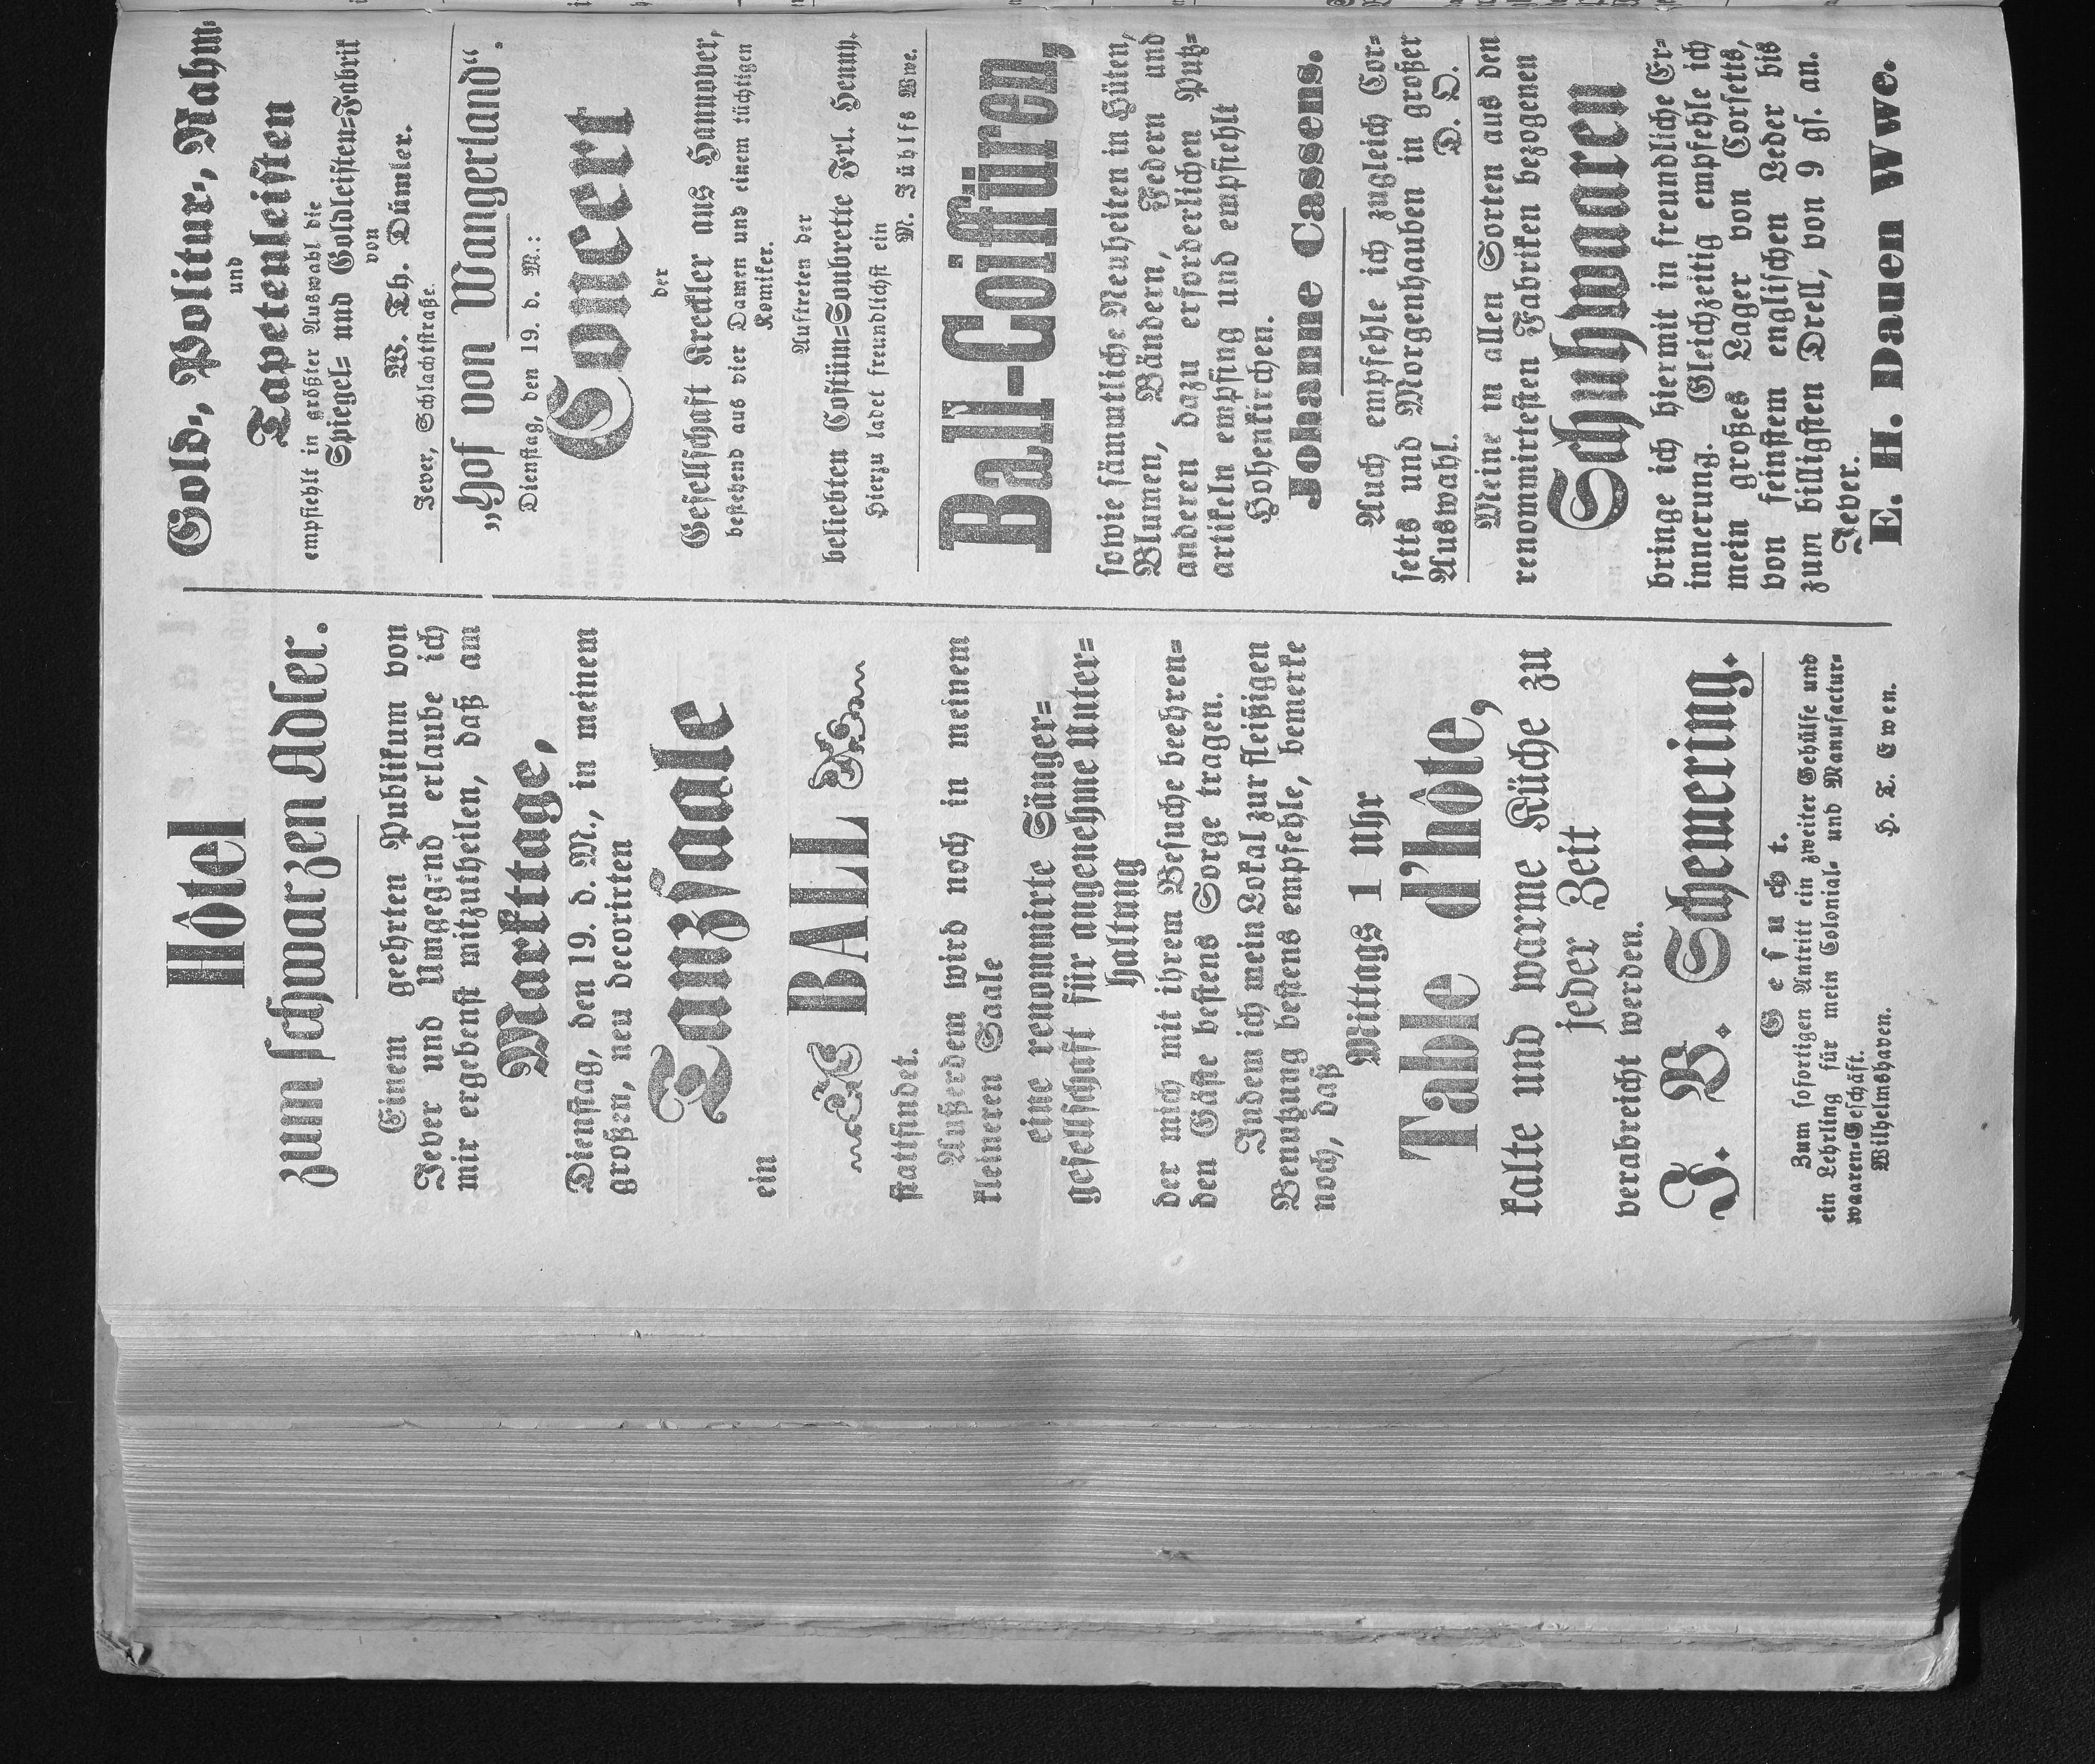 Hôtel
zum schwarzen Adler.
Einem geehrten Publikum von
Jever und Umgegend erlaube ich
mir ergebenst mitzutheilen, daß am
Markttage,
Dienstag, den 19. d. M., in meinem
großen, neu decorirten
Tanzsaale
ein
BALL
stattfindet.
Außerdem wird noch in meinem
kleineren Saale
eine renommirte Sänger=
gesellschaft für angenehme Unter=
haltung
der mich mit ihrem Besuche beehren=
den Gäste bestens Sorge tragen.
Indem ich mein Lokal zur fleißigen
Benutzung bestens empfehle, bemerke
noch, daß
Mittags 1 Uhr
Table d'hôte,
kalte und warme Küche zu
jeder Zeit
verabreicht werden.
J. B. Schemering.
Gesucht.
Zum sofortigen Antritt ein zweiter Gehülfe und
ein Lehrling für mein Colonial= und Manufactur=
waaren=Geschäft.
Wilhelmshaven. H. T. Ewen.
Gold-, Politur-, Rahm
und
Tapetenleisten
empfiehlt in größter Auswahl die
Spiegel= und Goldleisten=Fabrik
von
W. Th. Dümler.
Jever, Schlachtstraße.
„Hof von Wangerland“.
Dienstag, den 19. d. M.:
Concert
der
Gesellschaft Kreckler aus Hannover,
bestehend aus vier Damen und einem tüchtigen
Komiker.
Auftreten der
beliebten Costüm=Soubrette Frl. Henny.
Hierzu ladet freundlichst ein
M. Jühlfs Wwe.
Ball-Coiffüren,
sowie sämmtliche Neuheiten in Hüten,
Blumen, Bändern, Federn und
anderen dazu erforderlichen Putz=
artikeln empfing und empfiehlt
Hohenkirchen.
Johanne Cassens.
Auch empfehle ich zugleich Cor=
setts und Morgenhauben in großer
Auswahl. D. O.
Meine in allen Sorten aus den
renommirtesten Fabriken bezogenen
Schuhwaaren
bringe ich hiermit in freundliche Er=
innerung. Gleichzeitig empfehle ich
mein großes Lager von Corsetts,
von feinstem englischen Leder bis
zum billigsten Drell, von 9 gs. an.
Jever.
E. H. Dauen Wwe.